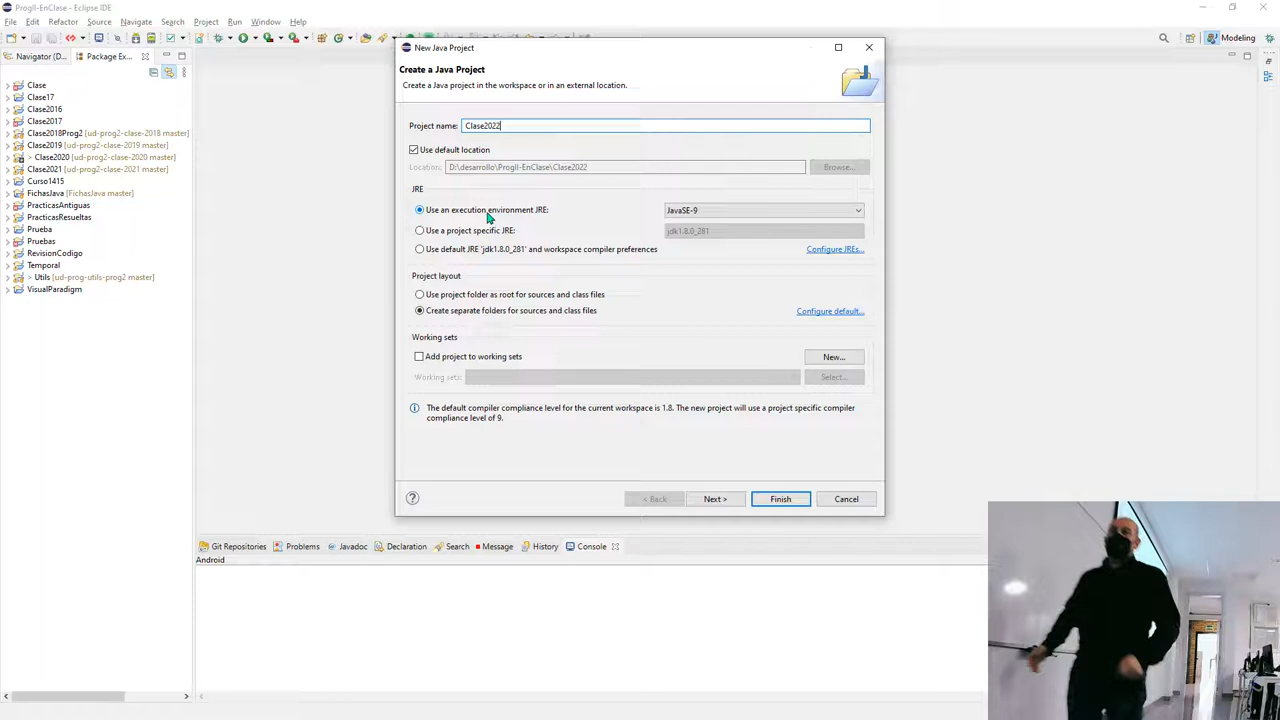 ProgII-EnClase - Eclipse IDE
File Edit Refactor Source Navigate Search Project Run Window Help
Modeling
Navigator (D... Package Ex...
Clase
Clase17
Clase2016
Clase2017
Clase2018Prog2 [ud-prog2-clase-2018 master]
Clase2019 [ud-prog2-clase-2019 master]
> Clase2020 [ud-prog2-clase-2020 master]
Clase2021 [ud-prog2-clase-2021 master]
Curso1415
FichasJava [FichasJava master]
PracticasAntiguas
PracticasResueltas
Prueba
Pruebas
RevisionCodigo
Temporal
> Utils [ud-prog-utils-prog2 master]
VisualParadigm
New Java Project
Create a Java Project
Create a Java project in the workspace or in an external location.
Project name: Clase2022
Use default location
Location: D:\desarrollo\ProgII-EnClase\Clase2022 Browse...
JRE
Use an execution environment JRE: JavaSE-9
Use a project specific JRE: jdk1.8.0_281
Use default JRE 'jdk1.8.0_281' and workspace compiler preferences Configure JREs...
Project layout
Use project folder as root for sources and class files
Create separate folders for sources and class files Configure default...
Working sets
Add project to working sets New...
Working sets: Select...
The default compiler compliance level for the current workspace is 1.8. The new project will use a project specific compiler
compliance level of 9.
? < Back Next > Finish Cancel
Git Repositories Problems Javadoc Declaration Search Message History Console
Android